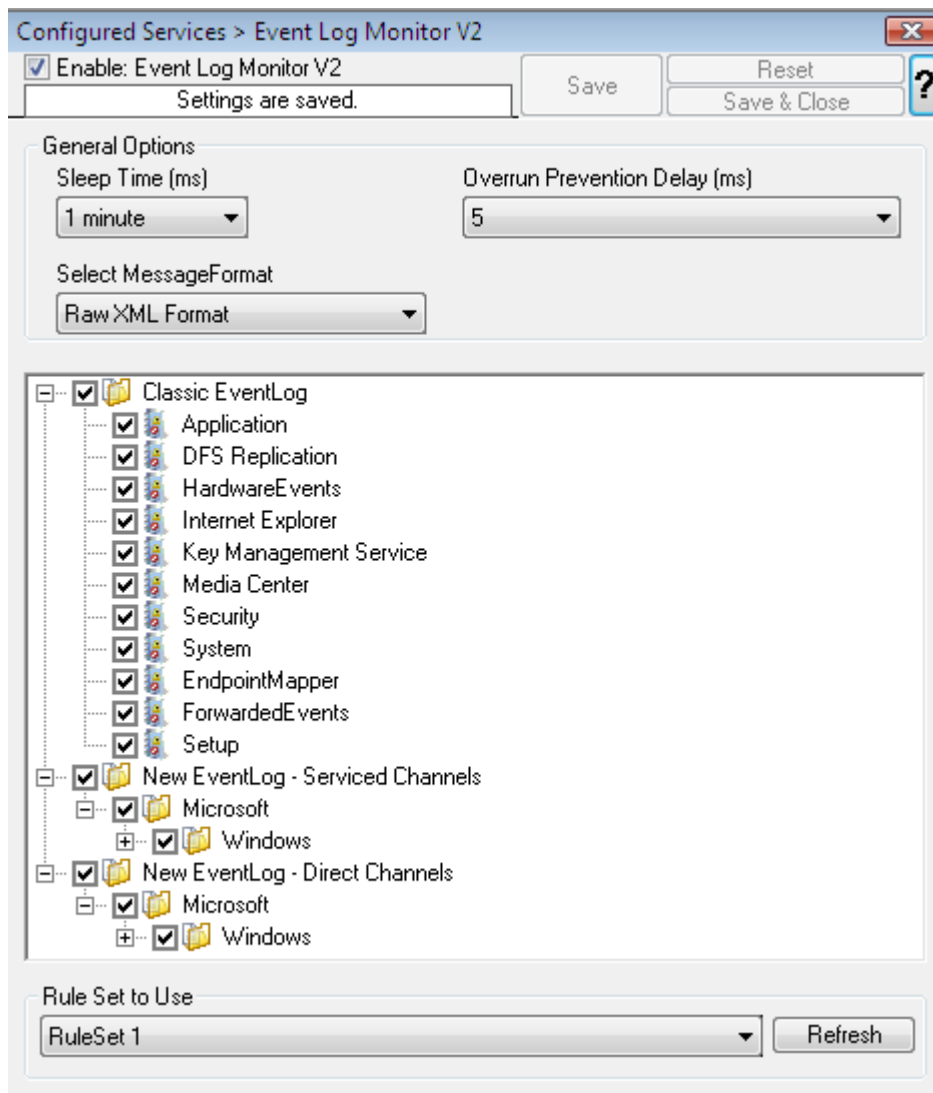 Configured Services > Event Log Monitor V2
Enable: Event Log Monitor V2
Settings are saved.
Save
Reset
Save & Close
?
General Options
Sleep Time (ms)
Overrun Prevention Delay (ms)
1 minute
5
Select MessageFormat
Raw XML Format
Classic EventLog
Application
DFS Replication
HardwareEvents
Internet Explorer
Key Management Service
Media Center
Security
System
EndpointMapper
ForwardedEvents
Setup
New EventLog - Serviced Channels
Microsoft
Windows
New EventLog - Direct Channels
Microsoft
Windows
Rule Set to Use
RuleSet 1
Refresh